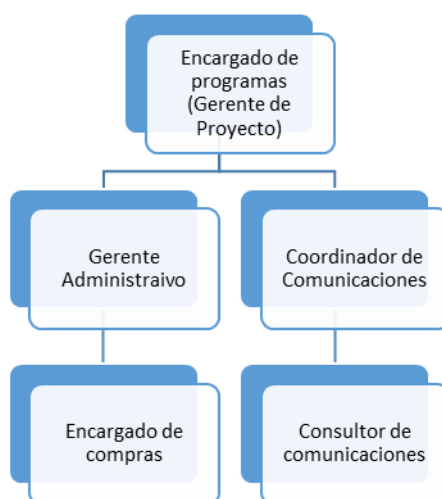 Encargado de
programas
(Gerente de
Proyecto)
Gerente
Administraivo
Coordinador de
Comunicaciones
Encargado de
compras
Consultor de
comunicaciones